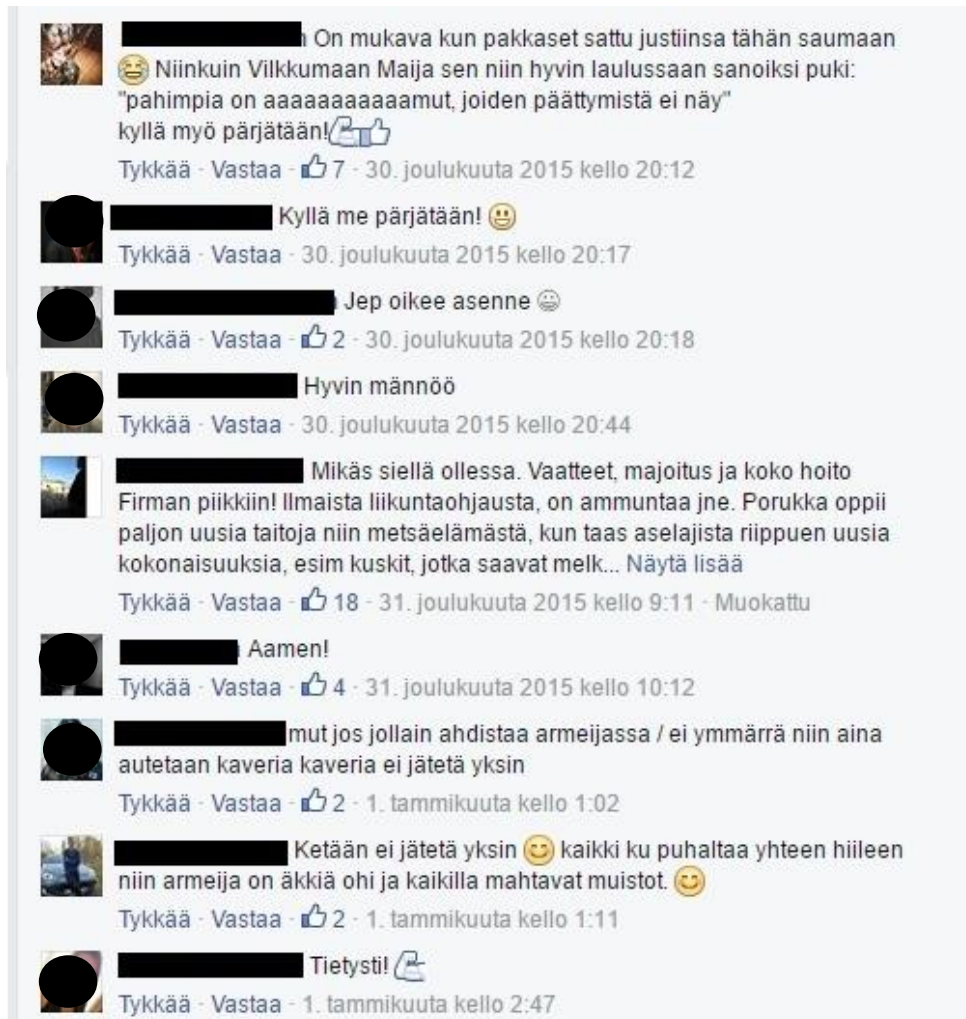 On mukava kun pakkaset sattu justiinsa tähän saumaan
😂 Niinkuin Vilkkumaan Maija sen niin hyvin laulussaan sanoiksi puki:
"pahimpia on aaaaaaaaaaamut, joiden päättymistä ei näy"
kyllä myö pärjätään!
Tykkää · Vastaa · 7 · 30. joulukuuta 2015 kello 20:12
Kyllä me pärjätään! 😃
Tykkää · Vastaa · 30. joulukuuta 2015 kello 20:17
Jep oikee asenne 😀
Tykkää · Vastaa · 2 · 30. joulukuuta 2015 kello 20:18
Hyvin männöö
Tykkää · Vastaa · 30. joulukuuta 2015 kello 20:44
Mikäs siellä ollessa. Vaatteet, majoitus ja koko hoito
Firman piikkiin! Ilmaista liikuntaohjausta, on ammuntaa jne. Porukka oppii
paljon uusia taitoja niin metsäelämästä, kun taas aselajista riippuen uusia
kokonaisuuksia, esim kuskit, jotka saavat melk... Näytä lisää
Tykkää · Vastaa · 18 · 31. joulukuuta 2015 kello 9:11 · Muokattu
Aamen!
Tykkää · Vastaa · 4 · 31. joulukuuta 2015 kello 10:12
mut jos jollain ahdistaa armeijassa / ei ymmärrä niin aina
autetaan kaveria kaveria ei jätetä yksin
Tykkää · Vastaa · 2 · 1. tammikuuta kello 1:02
Ketään ei jätetä yksin 😊 kaikki ku puhaltaa yhteen hiileen
niin armeija on äkkiä ohi ja kaikilla mahtavat muistot. 😊
Tykkää · Vastaa · 2 · 1. tammikuuta kello 1:11
Tietysti!
Tykkää · Vastaa · 1. tammikuuta kello 2:47